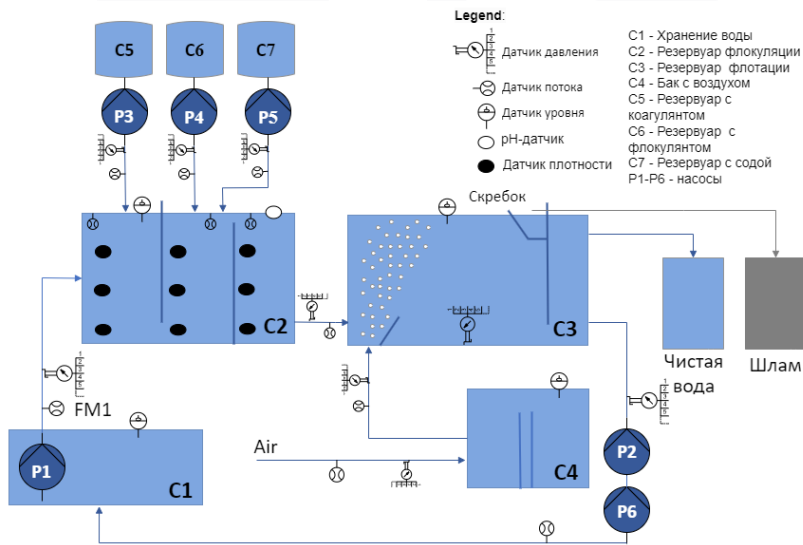 Legend:
Датчик давления
Датчик потока
Датчик уровня
pH-датчик
Датчик плотности
C1 - Хранение воды
C2 - Резервуар флокуляции
C3 - Резервуар флотации
C4 - Бак с воздухом
C5 - Резервуар с
коагулянтом
C6 - Резервуар с
флокулянтом
C7 - Резервуар с содой
P1-P6 - насосы
C5
C6
C7
P3
P4
P5
Скребок
C2
C3
Чистая
вода
Шлам
FM1
P1
C1
Air
C4
P2
P6